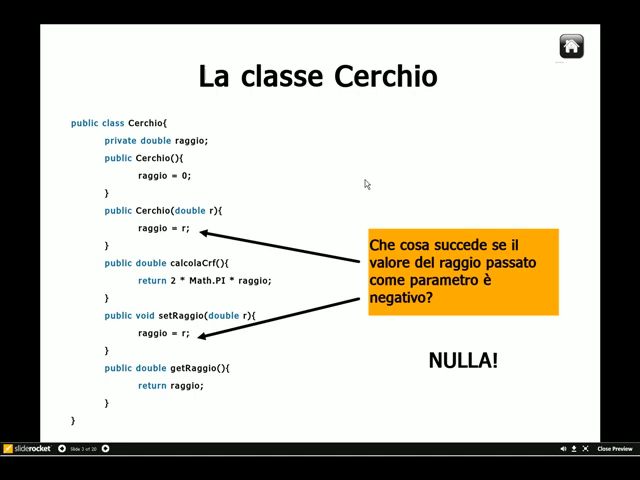 La classe Cerchio
public class Cerchio{
private double raggio;
public Cerchio(){
raggio = 0;
}
public Cerchio(double r){
raggio = r;
}
public double calcolaCrf(){
return 2 * Math.PI * raggio;
}
public void setRaggio(double r){
raggio = r;
}
public double getRaggio(){
return raggio;
}
}
Che cosa succede se il
valore del raggio passato
come parametro è
negativo?
NULLA!
sliderocket
Slide 3 of 20
Close Preview